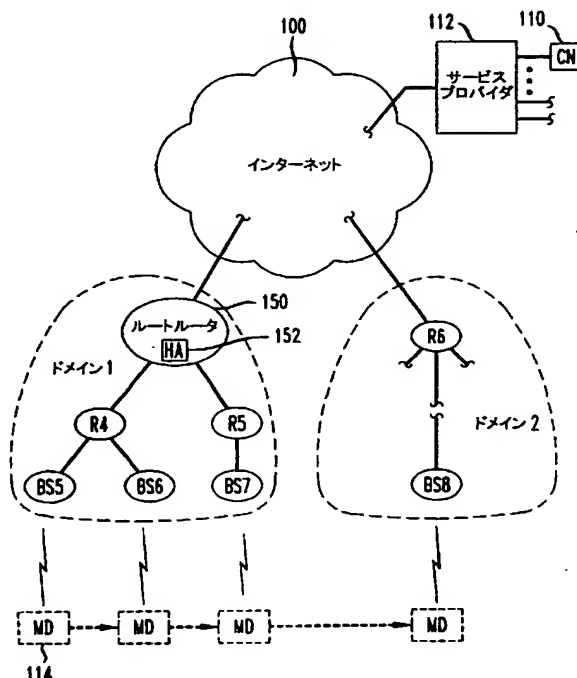 100
112
110
CN
サービス
プロバイダ
インターネット
150
ルートルータ
HA
152
ドメイン1
R4
R5
BS5
BS6
BS7
R6
ドメイン2
BS8
MD
MD
MD
MD
114